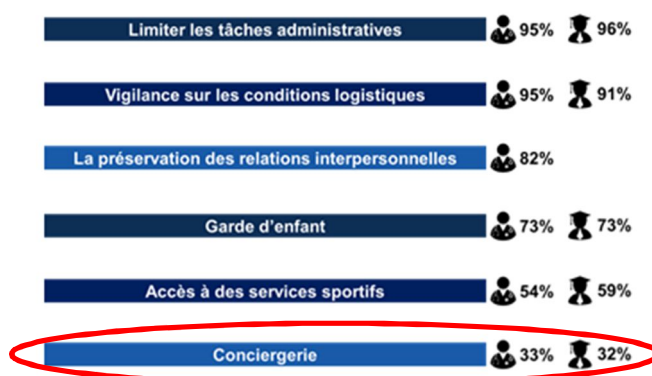 Limiter les tâches administratives 95% 96%
Vigilance sur les conditions logistiques 95% 91%
La préservation des relations interpersonnelles 82%
Garde d'enfant 73% 73%
Accès à des services sportifs 54% 59%
Conciergerie 33% 32%